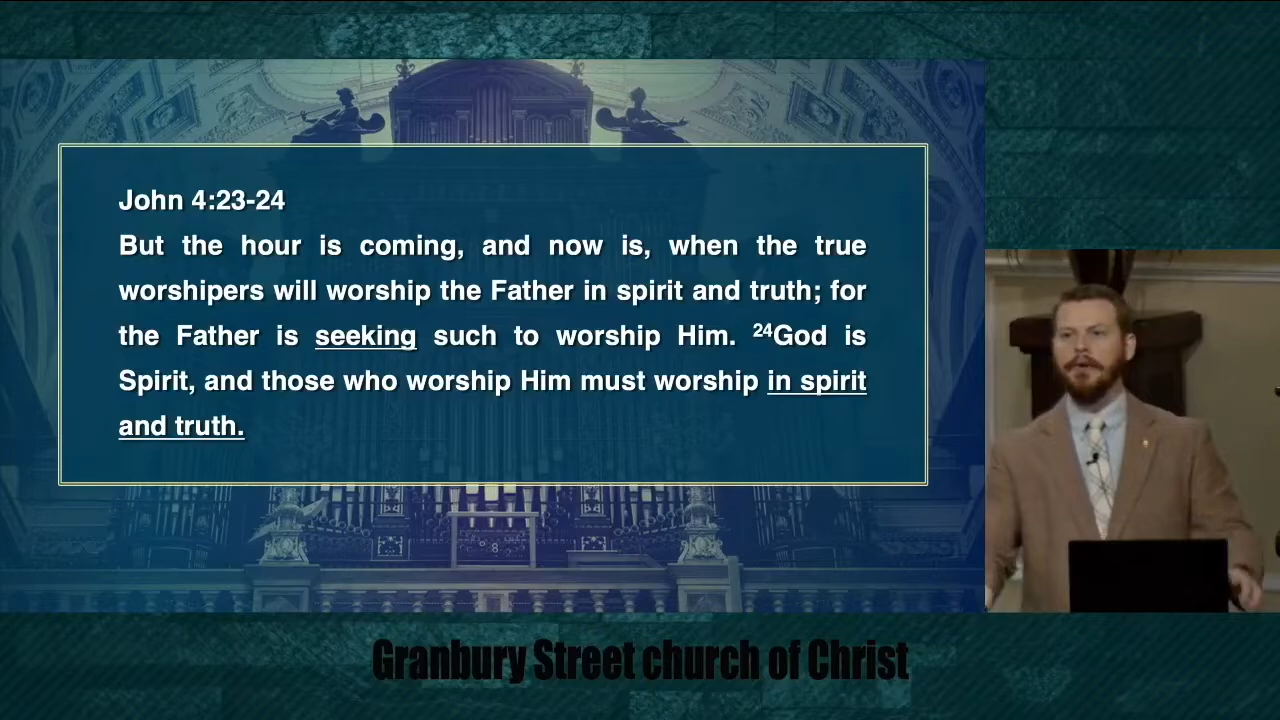 John 4:23-24
But the hour is coming, and now is, when the true
worshipers will worship the Father in spirit and truth; for
the Father is seeking such to worship Him. ²⁴God is
Spirit, and those who worship Him must worship in spirit
and truth.
Granbury Street church of Christ